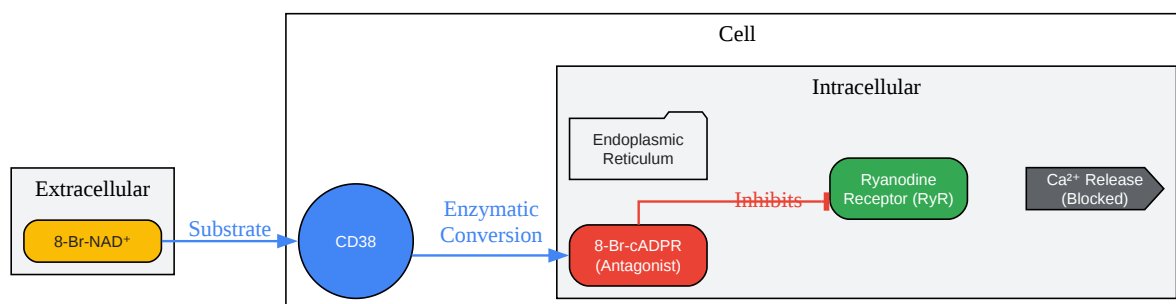 Cell
Intracellular
Endoplasmic
Reticulum
Extracellular
8-Br-NAD⁺
Substrate
CD38
Enzymatic
Conversion
8-Br-cADPR
(Antagonist)
Inhibits
Ryanodine
Receptor (RyR)
Ca²⁺ Release
(Blocked)